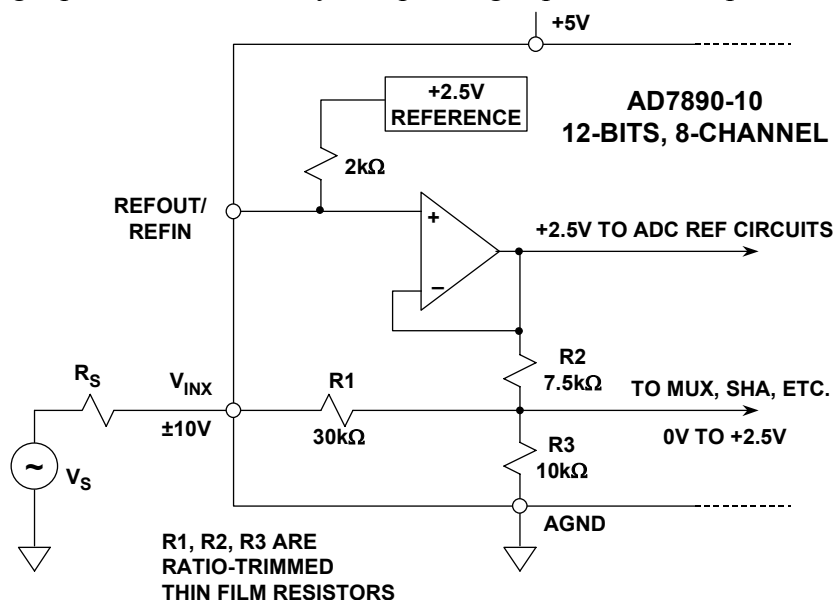 +5V
+2.5V
REFERENCE
AD7890-10
12-BITS, 8-CHANNEL
2kΩ
REFOUT/
REFIN
+
+2.5V TO ADC REF CIRCUITS
–
R2
7.5kΩ
RS
VINX
R1
TO MUX, SHA, ETC.
±10V
30kΩ
0V TO +2.5V
R3
10kΩ
~
VS
AGND
R1, R2, R3 ARE
RATIO-TRIMMED
THIN FILM RESISTORS